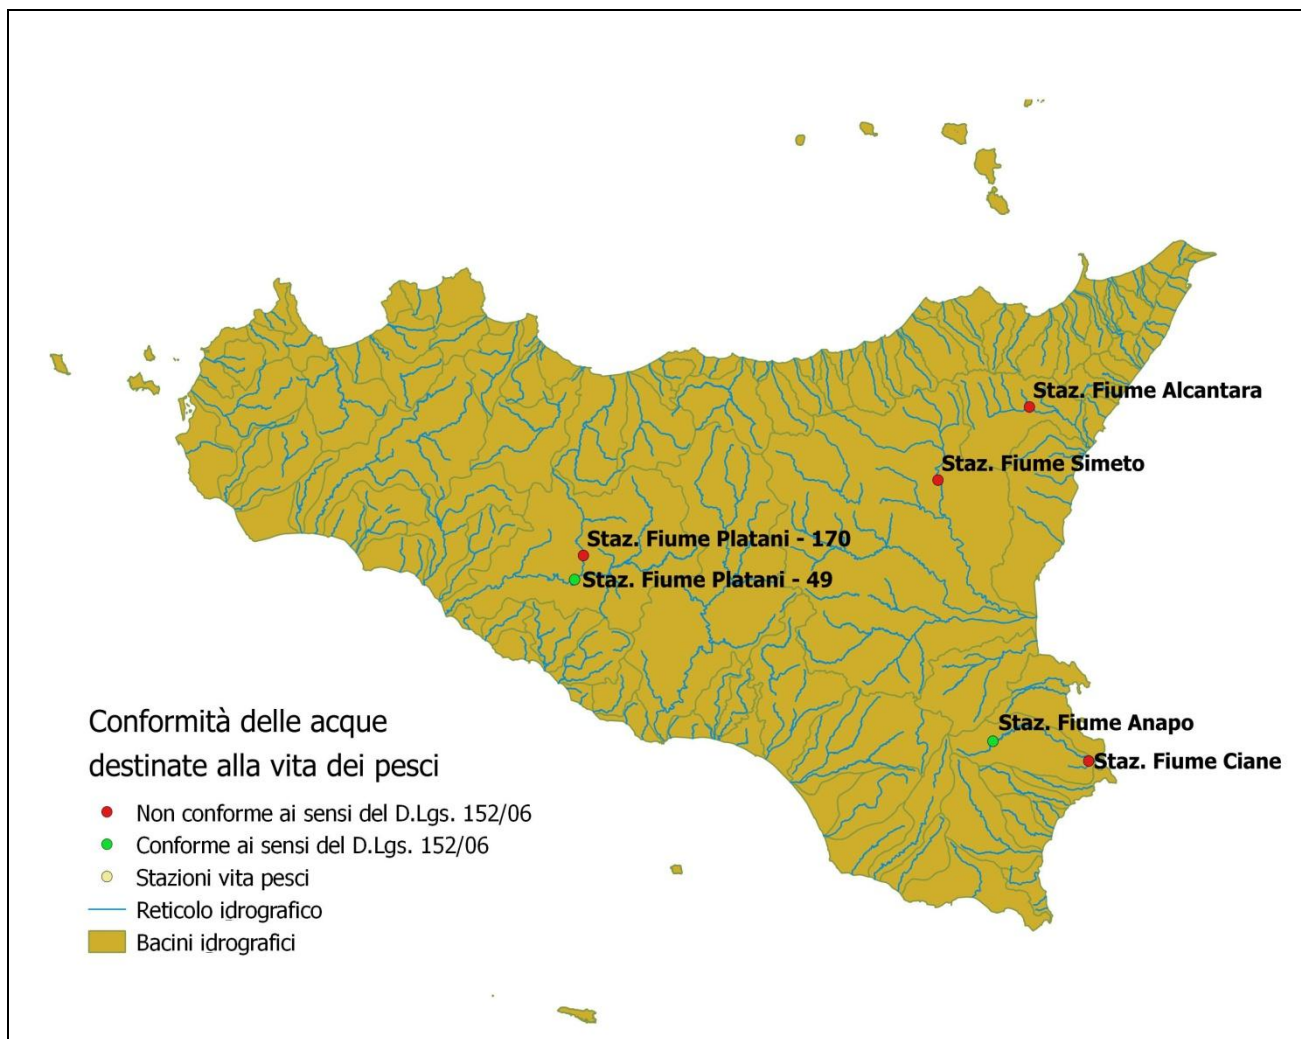 Staz. Fiume Alcantara
Staz. Fiume Simeto
Staz. Fiume Platani - 170
Staz. Fiume Platani - 49
Staz. Fiume Anapo
Staz. Fiume Ciane
Conformità delle acque
destinate alla vita dei pesci
Non conforme ai sensi del D.Lgs. 152/06
Conforme ai sensi del D.Lgs. 152/06
Stazioni vita pesci
Reticolo idrografico
Bacini idrografici